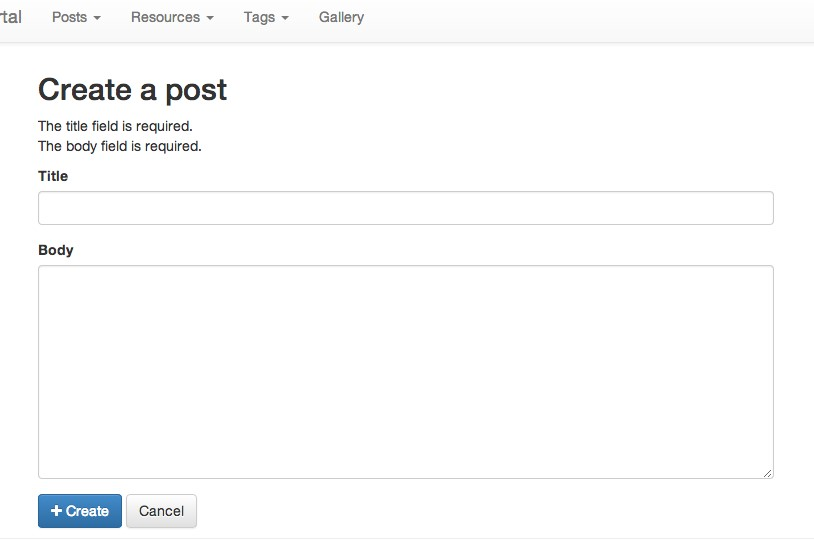 rtal Posts Resources Tags Gallery
Create a post
The title field is required.
The body field is required.
Title
Body
Create Cancel